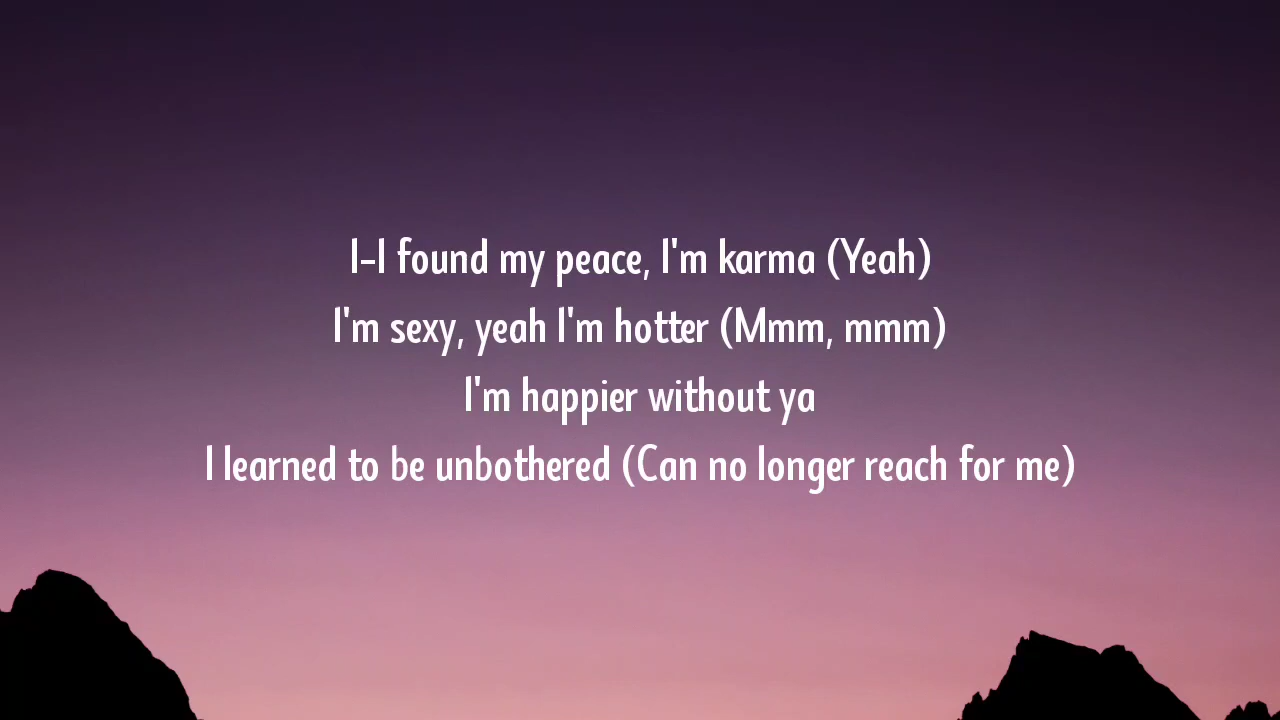 I-I found my peace, I'm karma (Yeah)
I'm sexy, yeah I'm hotter (Mmm, mmm)
I'm happier without ya
I learned to be unbothered (Can no longer reach for me)